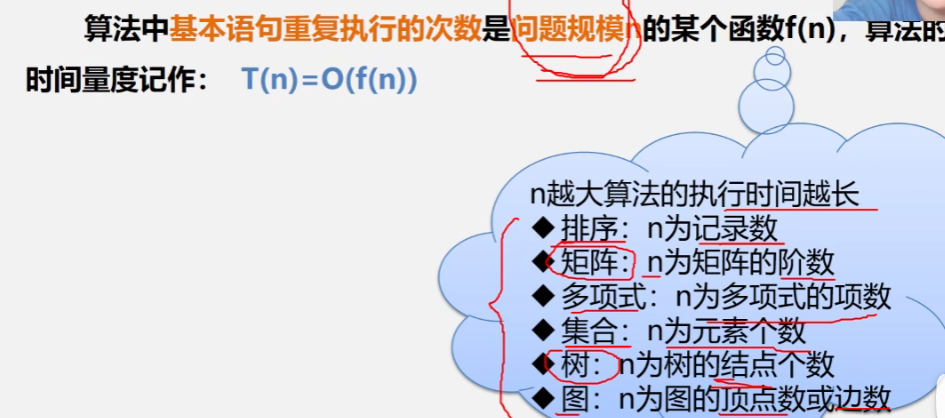 算法中基本语句重复执行的次数是问题规模n的某个函数f(n)，算法的
时间量度记作： T(n)=O(f(n))
n越大算法的执行时间越长
◆ 排序：n为记录数
◆ 矩阵：n为矩阵的阶数
◆ 多项式：n为多项式的项数
◆ 集合：n为元素个数
◆ 树：n为树的结点个数
◆ 图：n为图的顶点数或边数